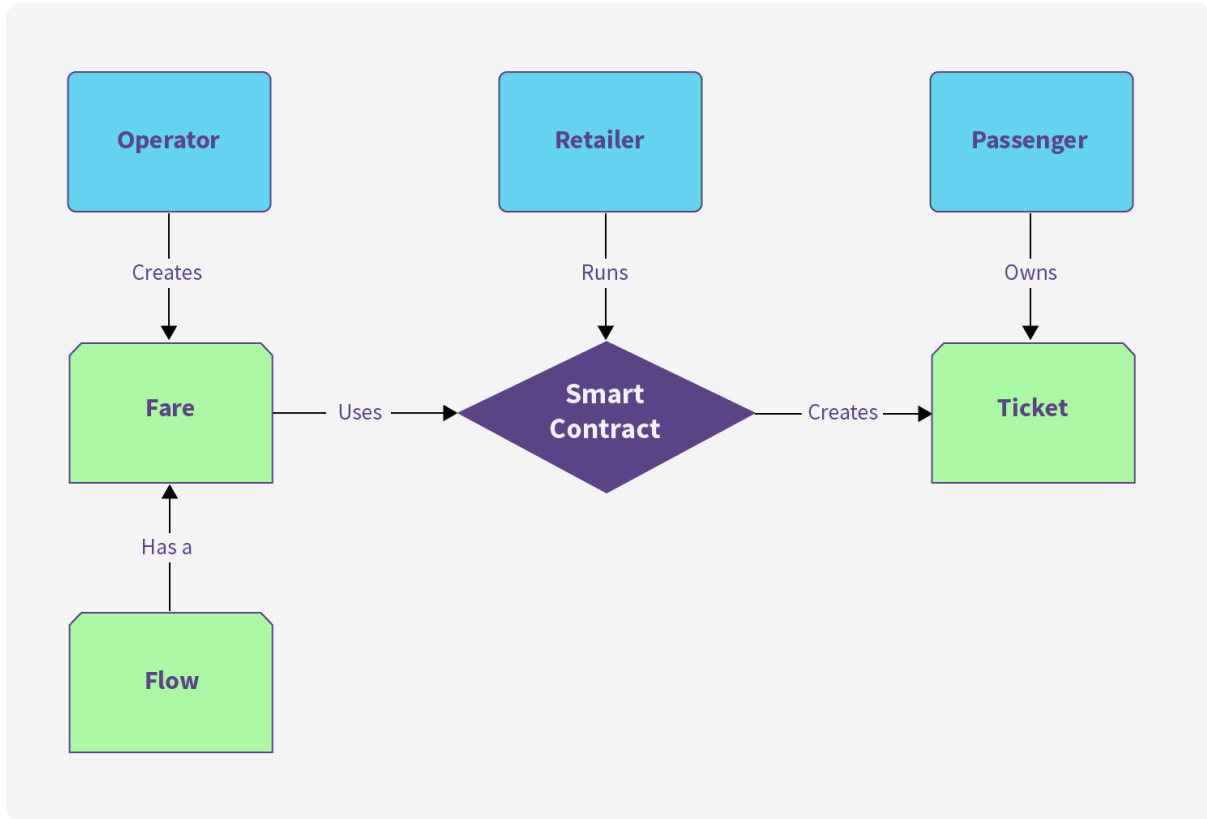 Operator
Retailer
Passenger
Creates
Runs
Owns
Fare
Uses
Smart
Contract
Creates
Ticket
Has a
Flow